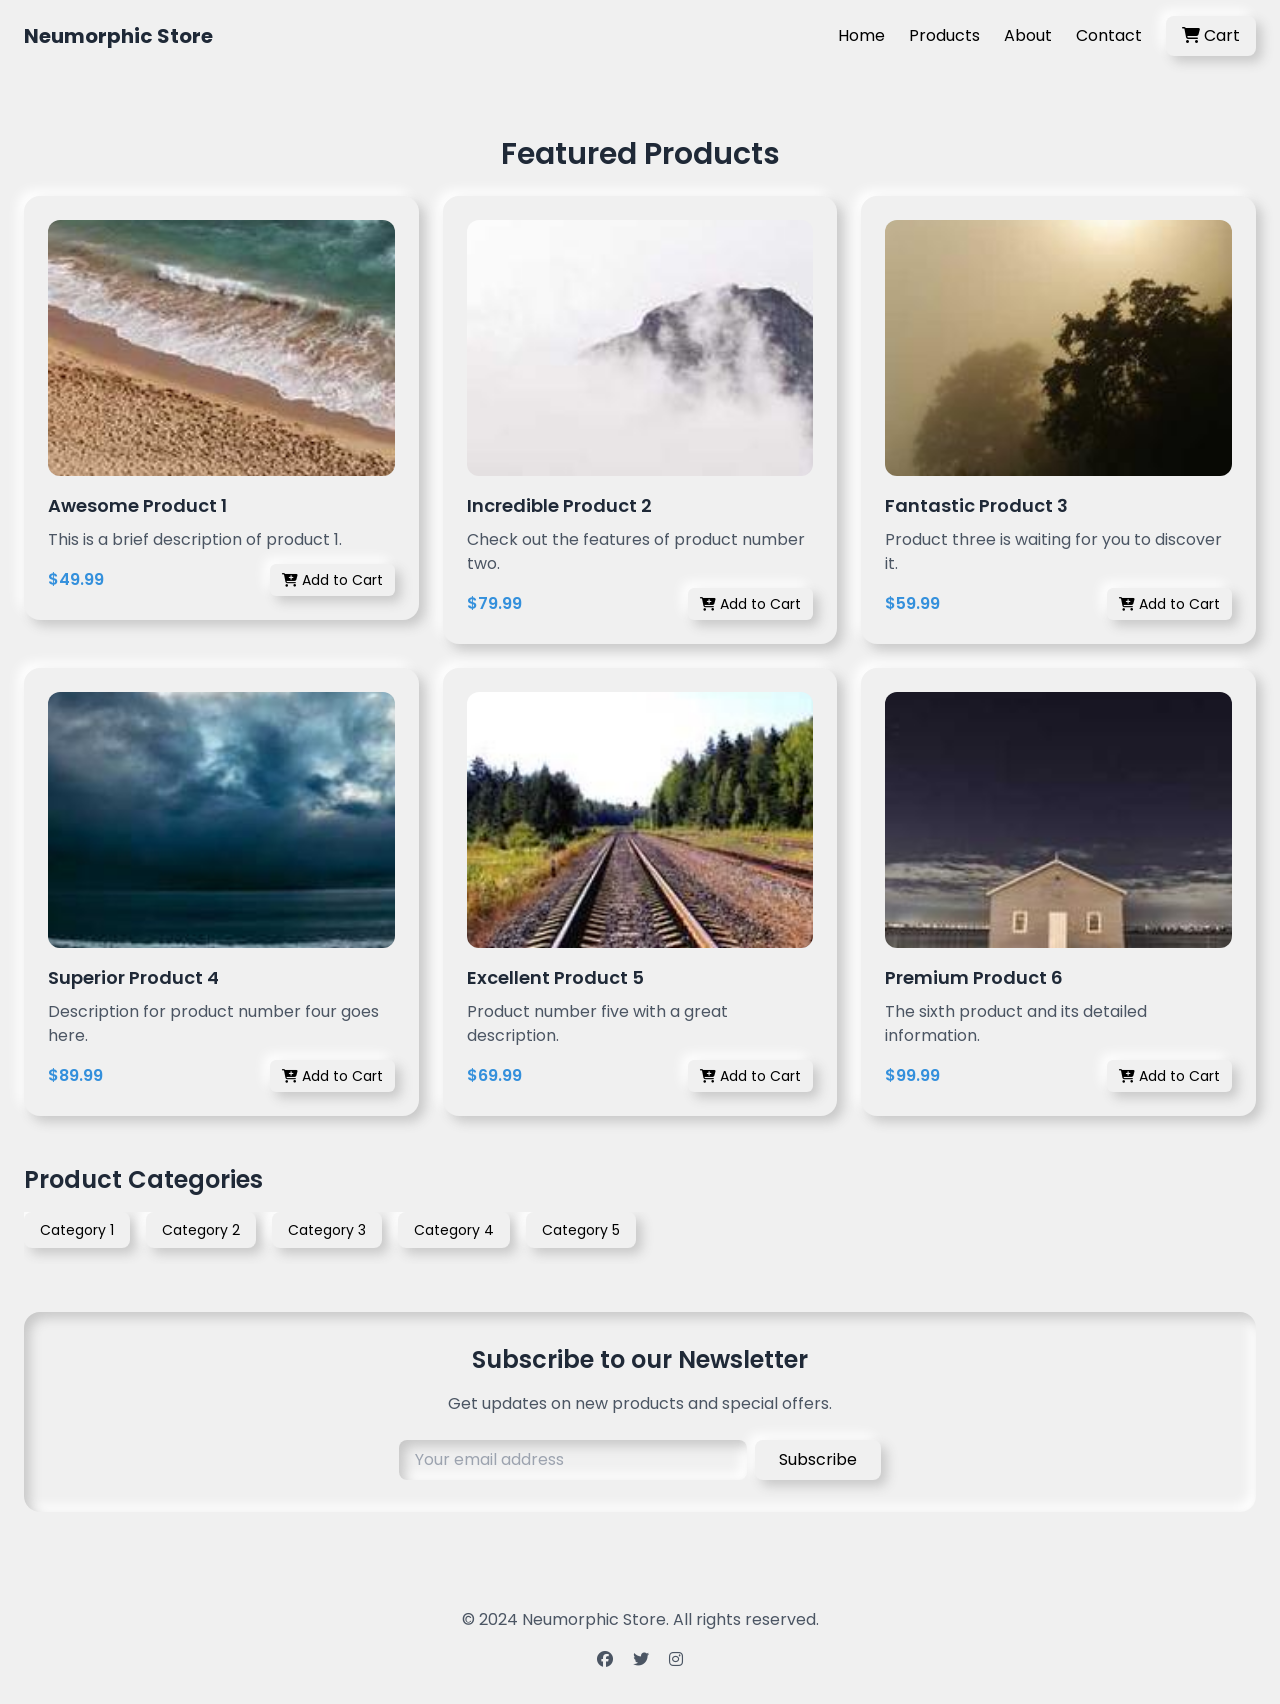 Neumorphic Store
Home
Products
About
Contact
Cart
Featured Products
Awesome Product 1
This is a brief description of product 1.
$49.99
Add to Cart
Incredible Product 2
Check out the features of product number
two.
$79.99
Add to Cart
Fantastic Product 3
Product three is waiting for you to discover
it.
$59.99
Add to Cart
Superior Product 4
Description for product number four goes
here.
$89.99
Add to Cart
Excellent Product 5
Product number five with a great
description.
$69.99
Add to Cart
Premium Product 6
The sixth product and its detailed
information.
$99.99
Add to Cart
Product Categories
Category 1
Category 2
Category 3
Category 4
Category 5
Subscribe to our Newsletter
Get updates on new products and special offers.
Your email address
Subscribe
© 2024 Neumorphic Store. All rights reserved.